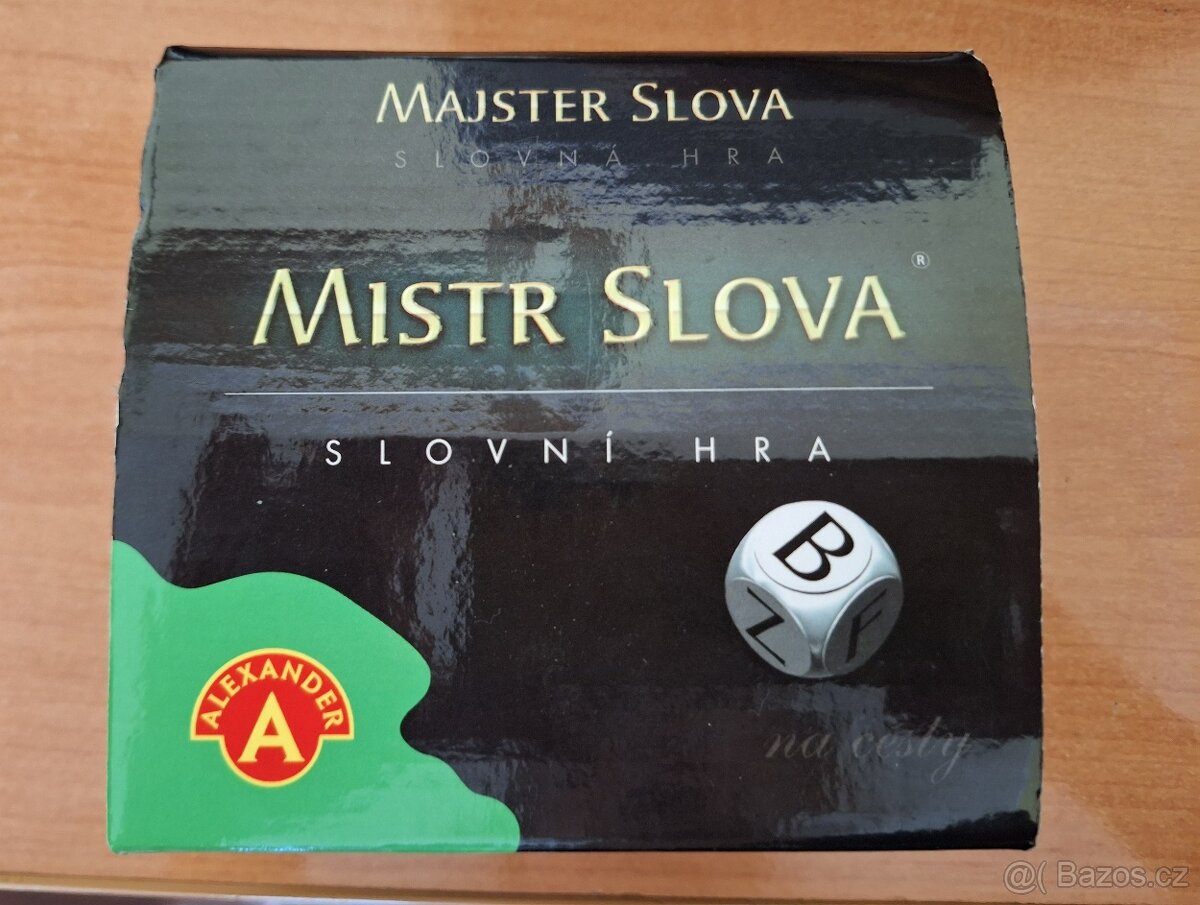 MAJSTER SLOVA
SLOVNÁ HRA
MISTR SLOVA ®
SLOVNÍ HRA
B
Z F
ALEXANDER
A
na cesty
@( Bazos.cz